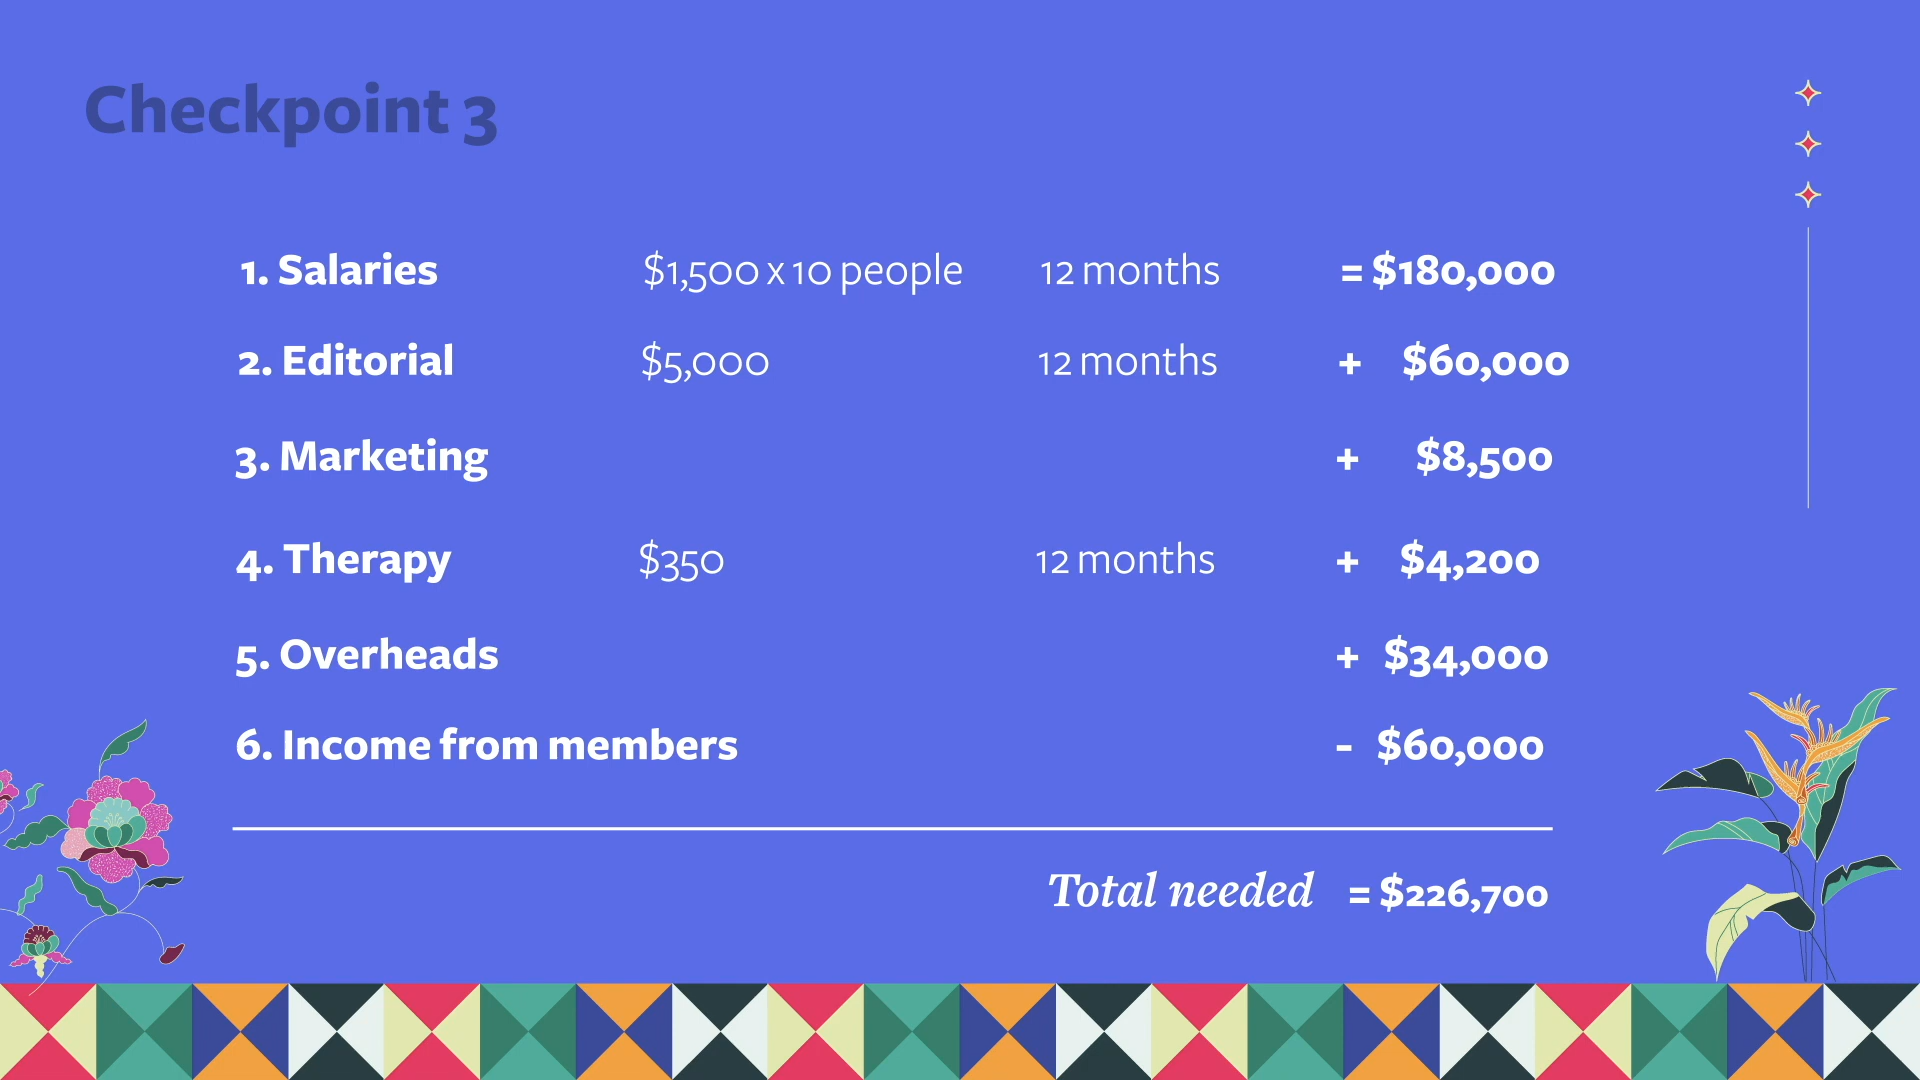 Checkpoint 3
1. Salaries $1,500 x 10 people 12 months = $180,000
2. Editorial $5,000 12 months + $60,000
3. Marketing + $8,500
4. Therapy $350 12 months + $4,200
5. Overheads + $34,000
6. Income from members - $60,000
Total needed = $226,700